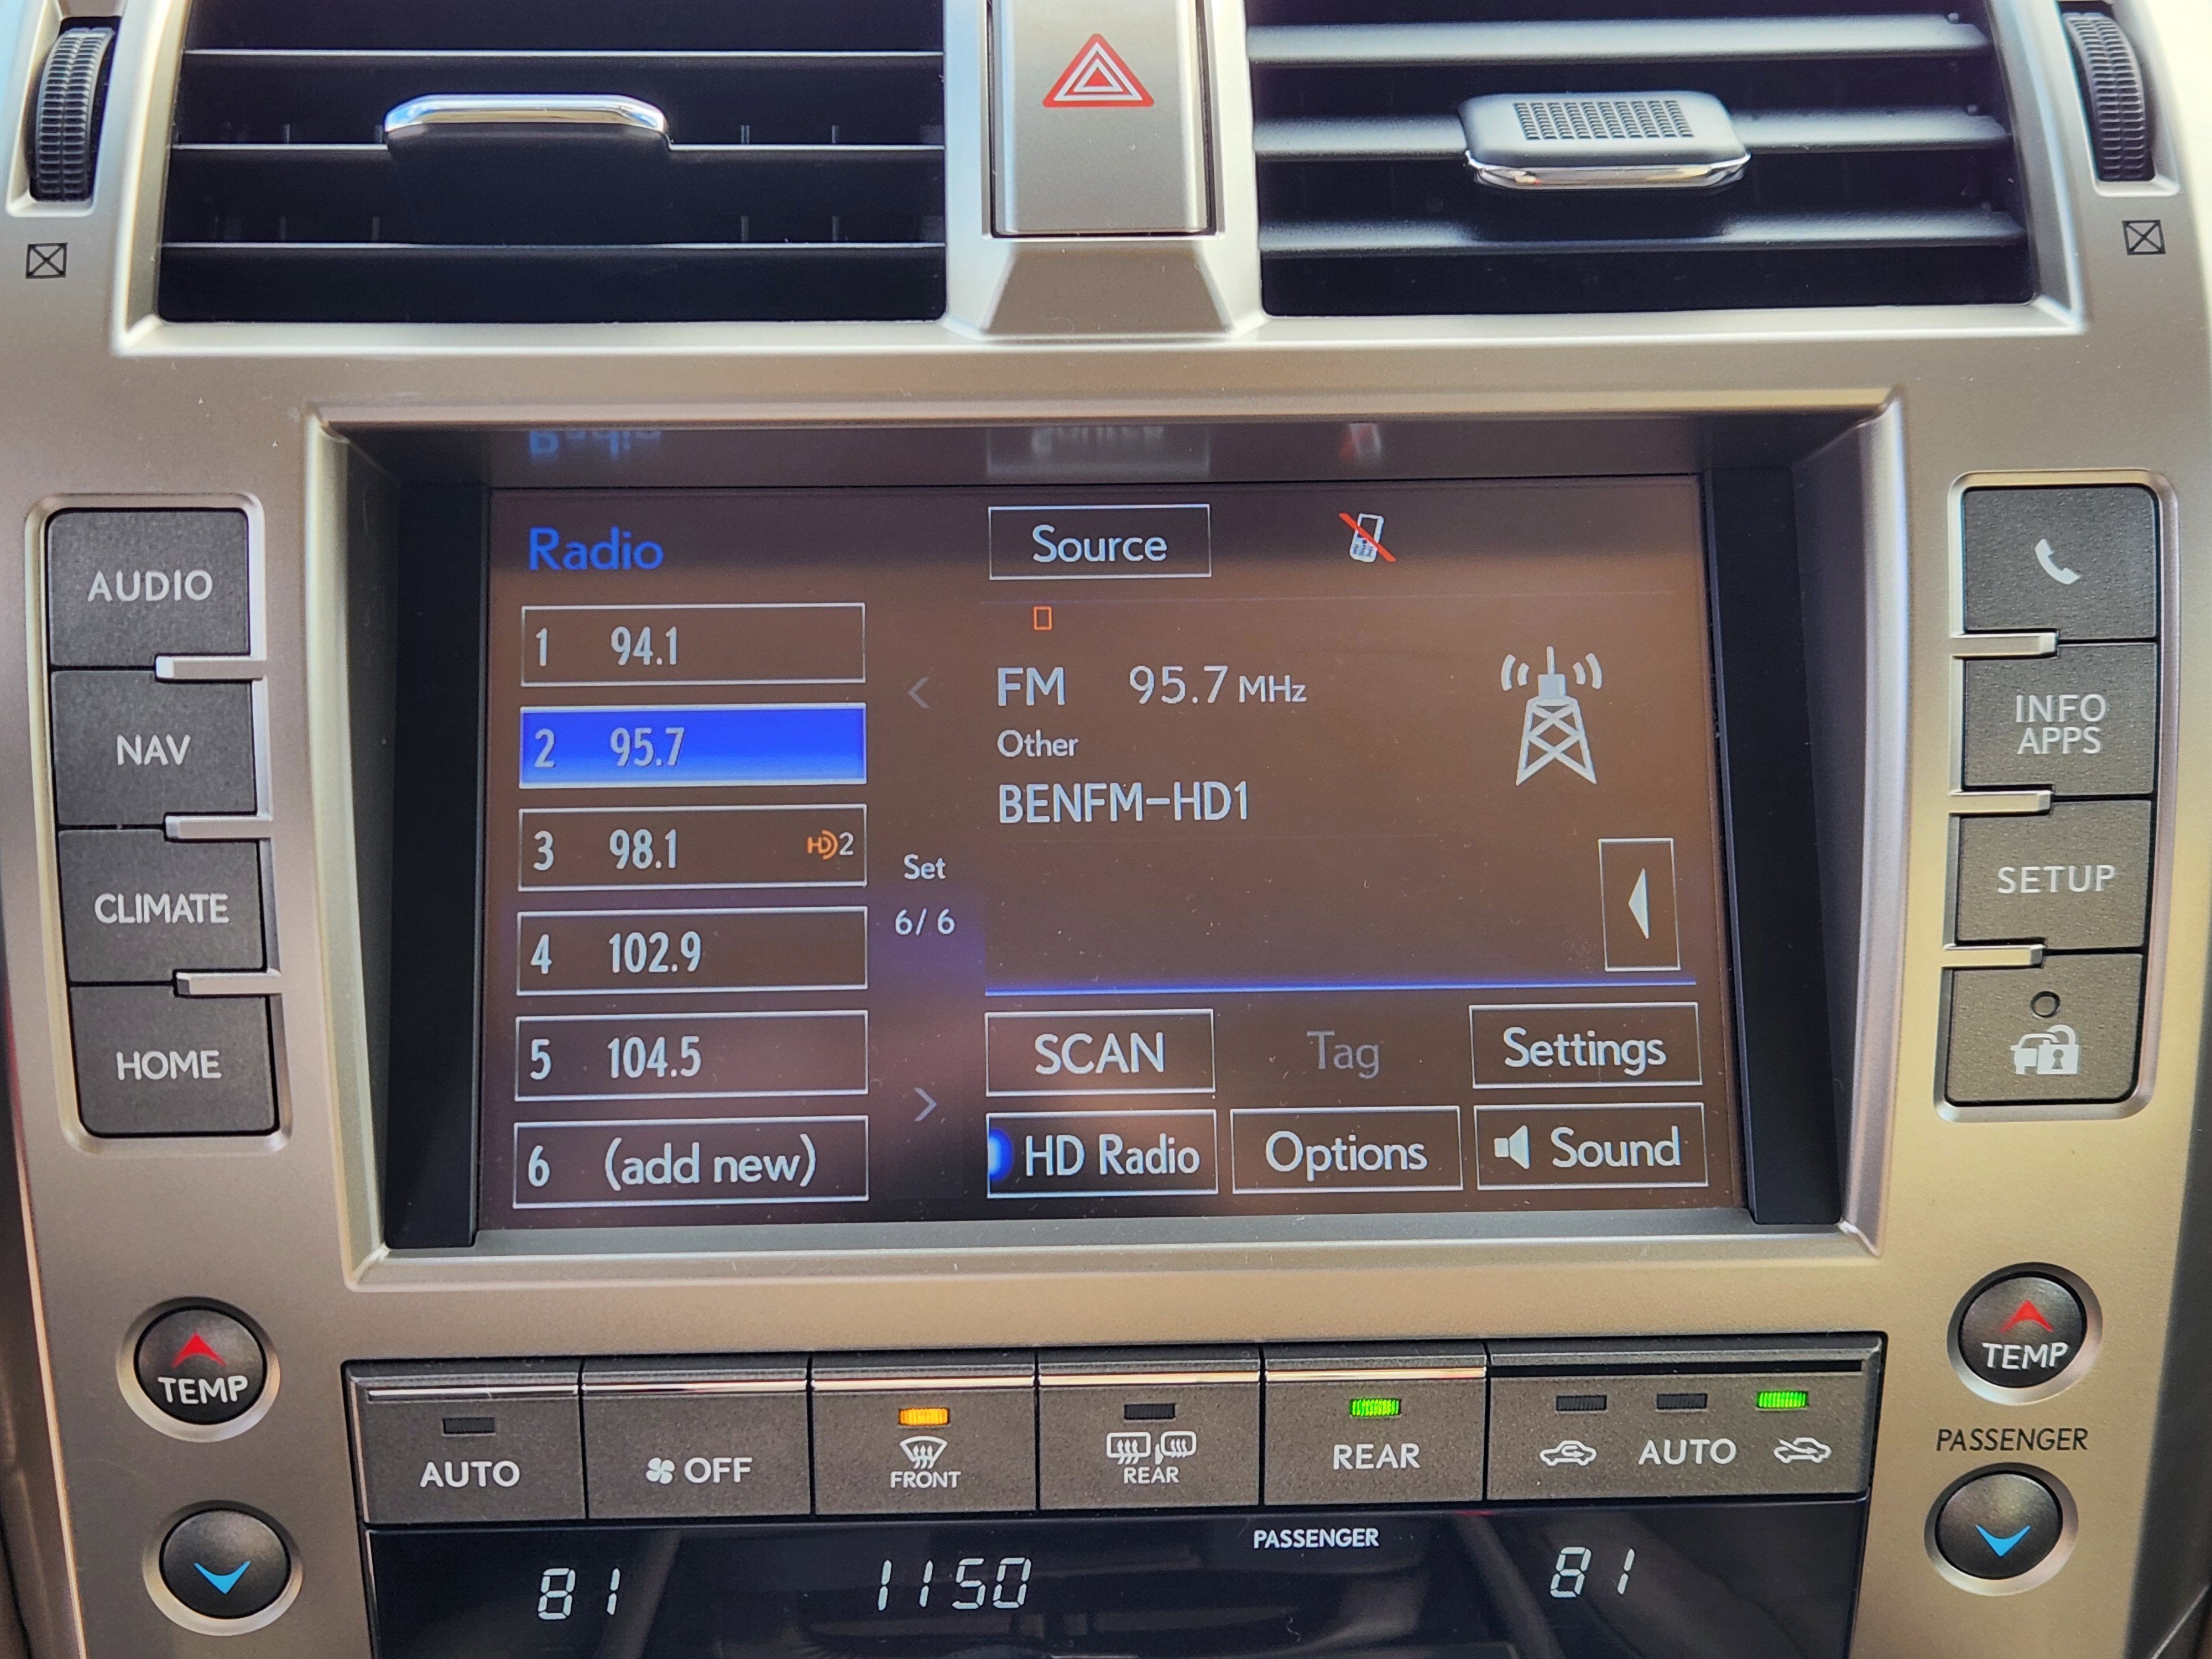 Radio
Source
1 94.1
2 95.7
3 98.1 HD 2
4 102.9
5 104.5
6 (add new)
Set
6/6
FM 95.7 MHz
Other
BENFM-HD1
SCAN
Tag
Settings
HD Radio
Options
Sound
AUDIO
NAV
CLIMATE
HOME
INFO
APPS
SETUP
TEMP
TEMP
PASSENGER
AUTO
OFF
FRONT
REAR
REAR
AUTO
PASSENGER
81
1150
81